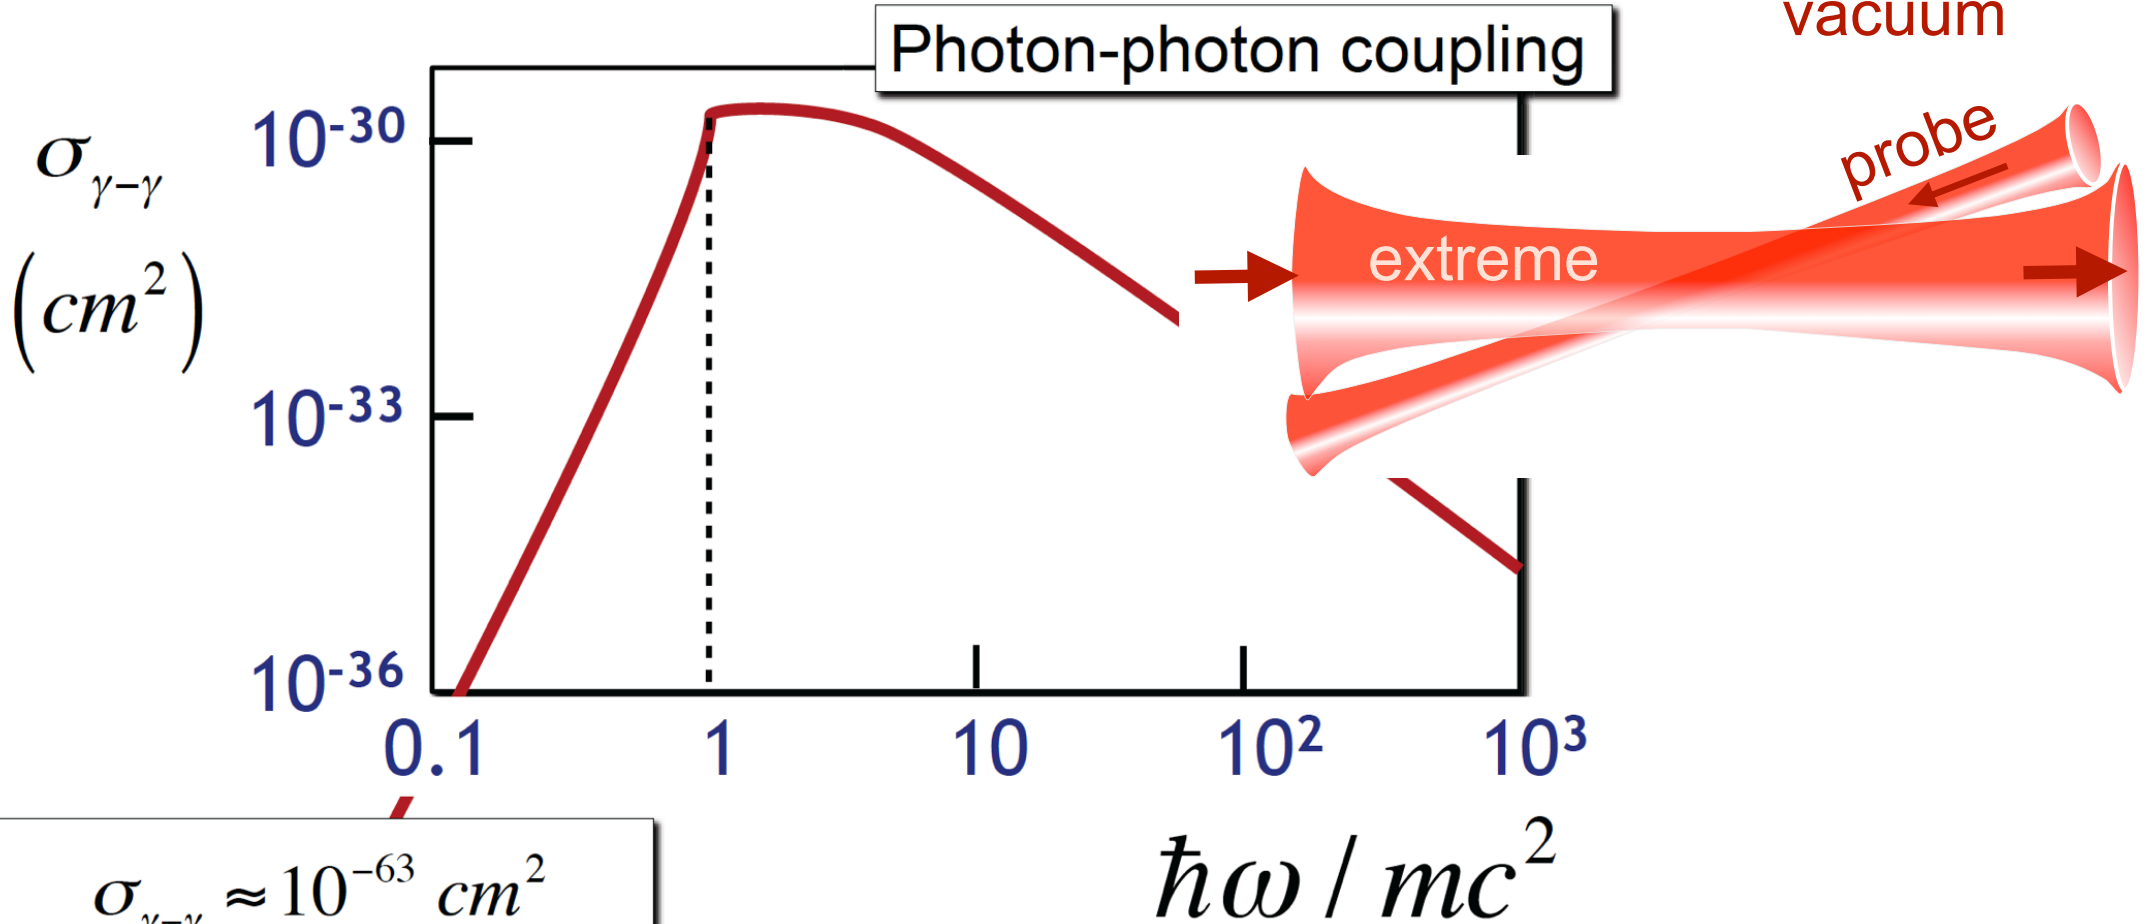 vacuum
Photon-photon coupling
σγ−γ
(cm²)
10⁻³⁰
10⁻³³
10⁻³⁶
probe
extreme
0.1 1 10 10² 10³
ħω / mc²
σγ−γ ≈ 10⁻⁶³ cm²